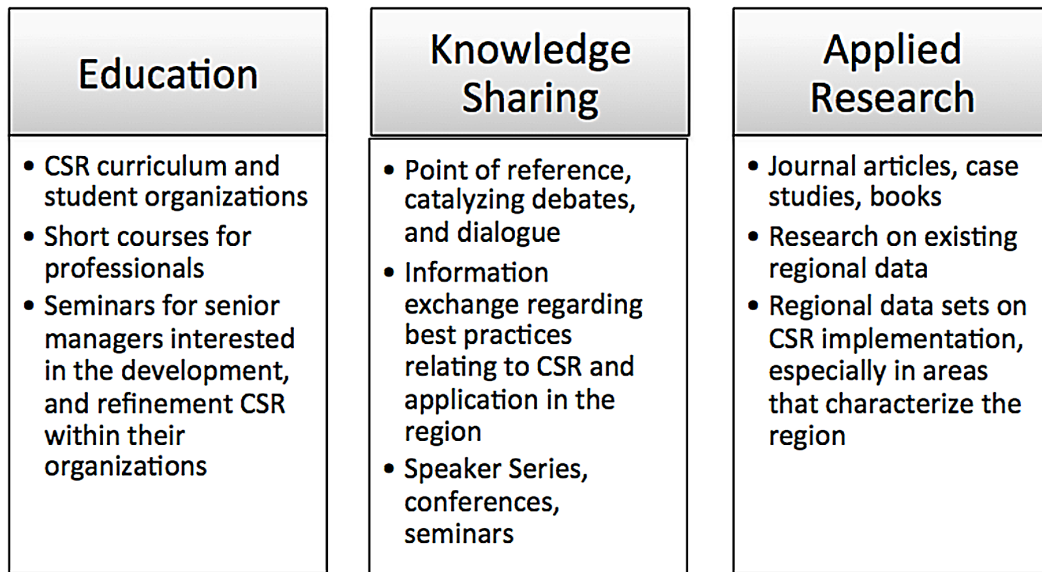 Education
• CSR curriculum and
student organizations
• Short courses for
professionals
• Seminars for senior
managers interested
in the development,
and refinement CSR
within their
organizations
Knowledge
Sharing
• Point of reference,
catalyzing debates,
and dialogue
• Information
exchange regarding
best practices
relating to CSR and
application in the
region
• Speaker Series,
conferences,
seminars
Applied
Research
• Journal articles, case
studies, books
• Research on existing
regional data
• Regional data sets on
CSR implementation,
especially in areas
that characterize the
region